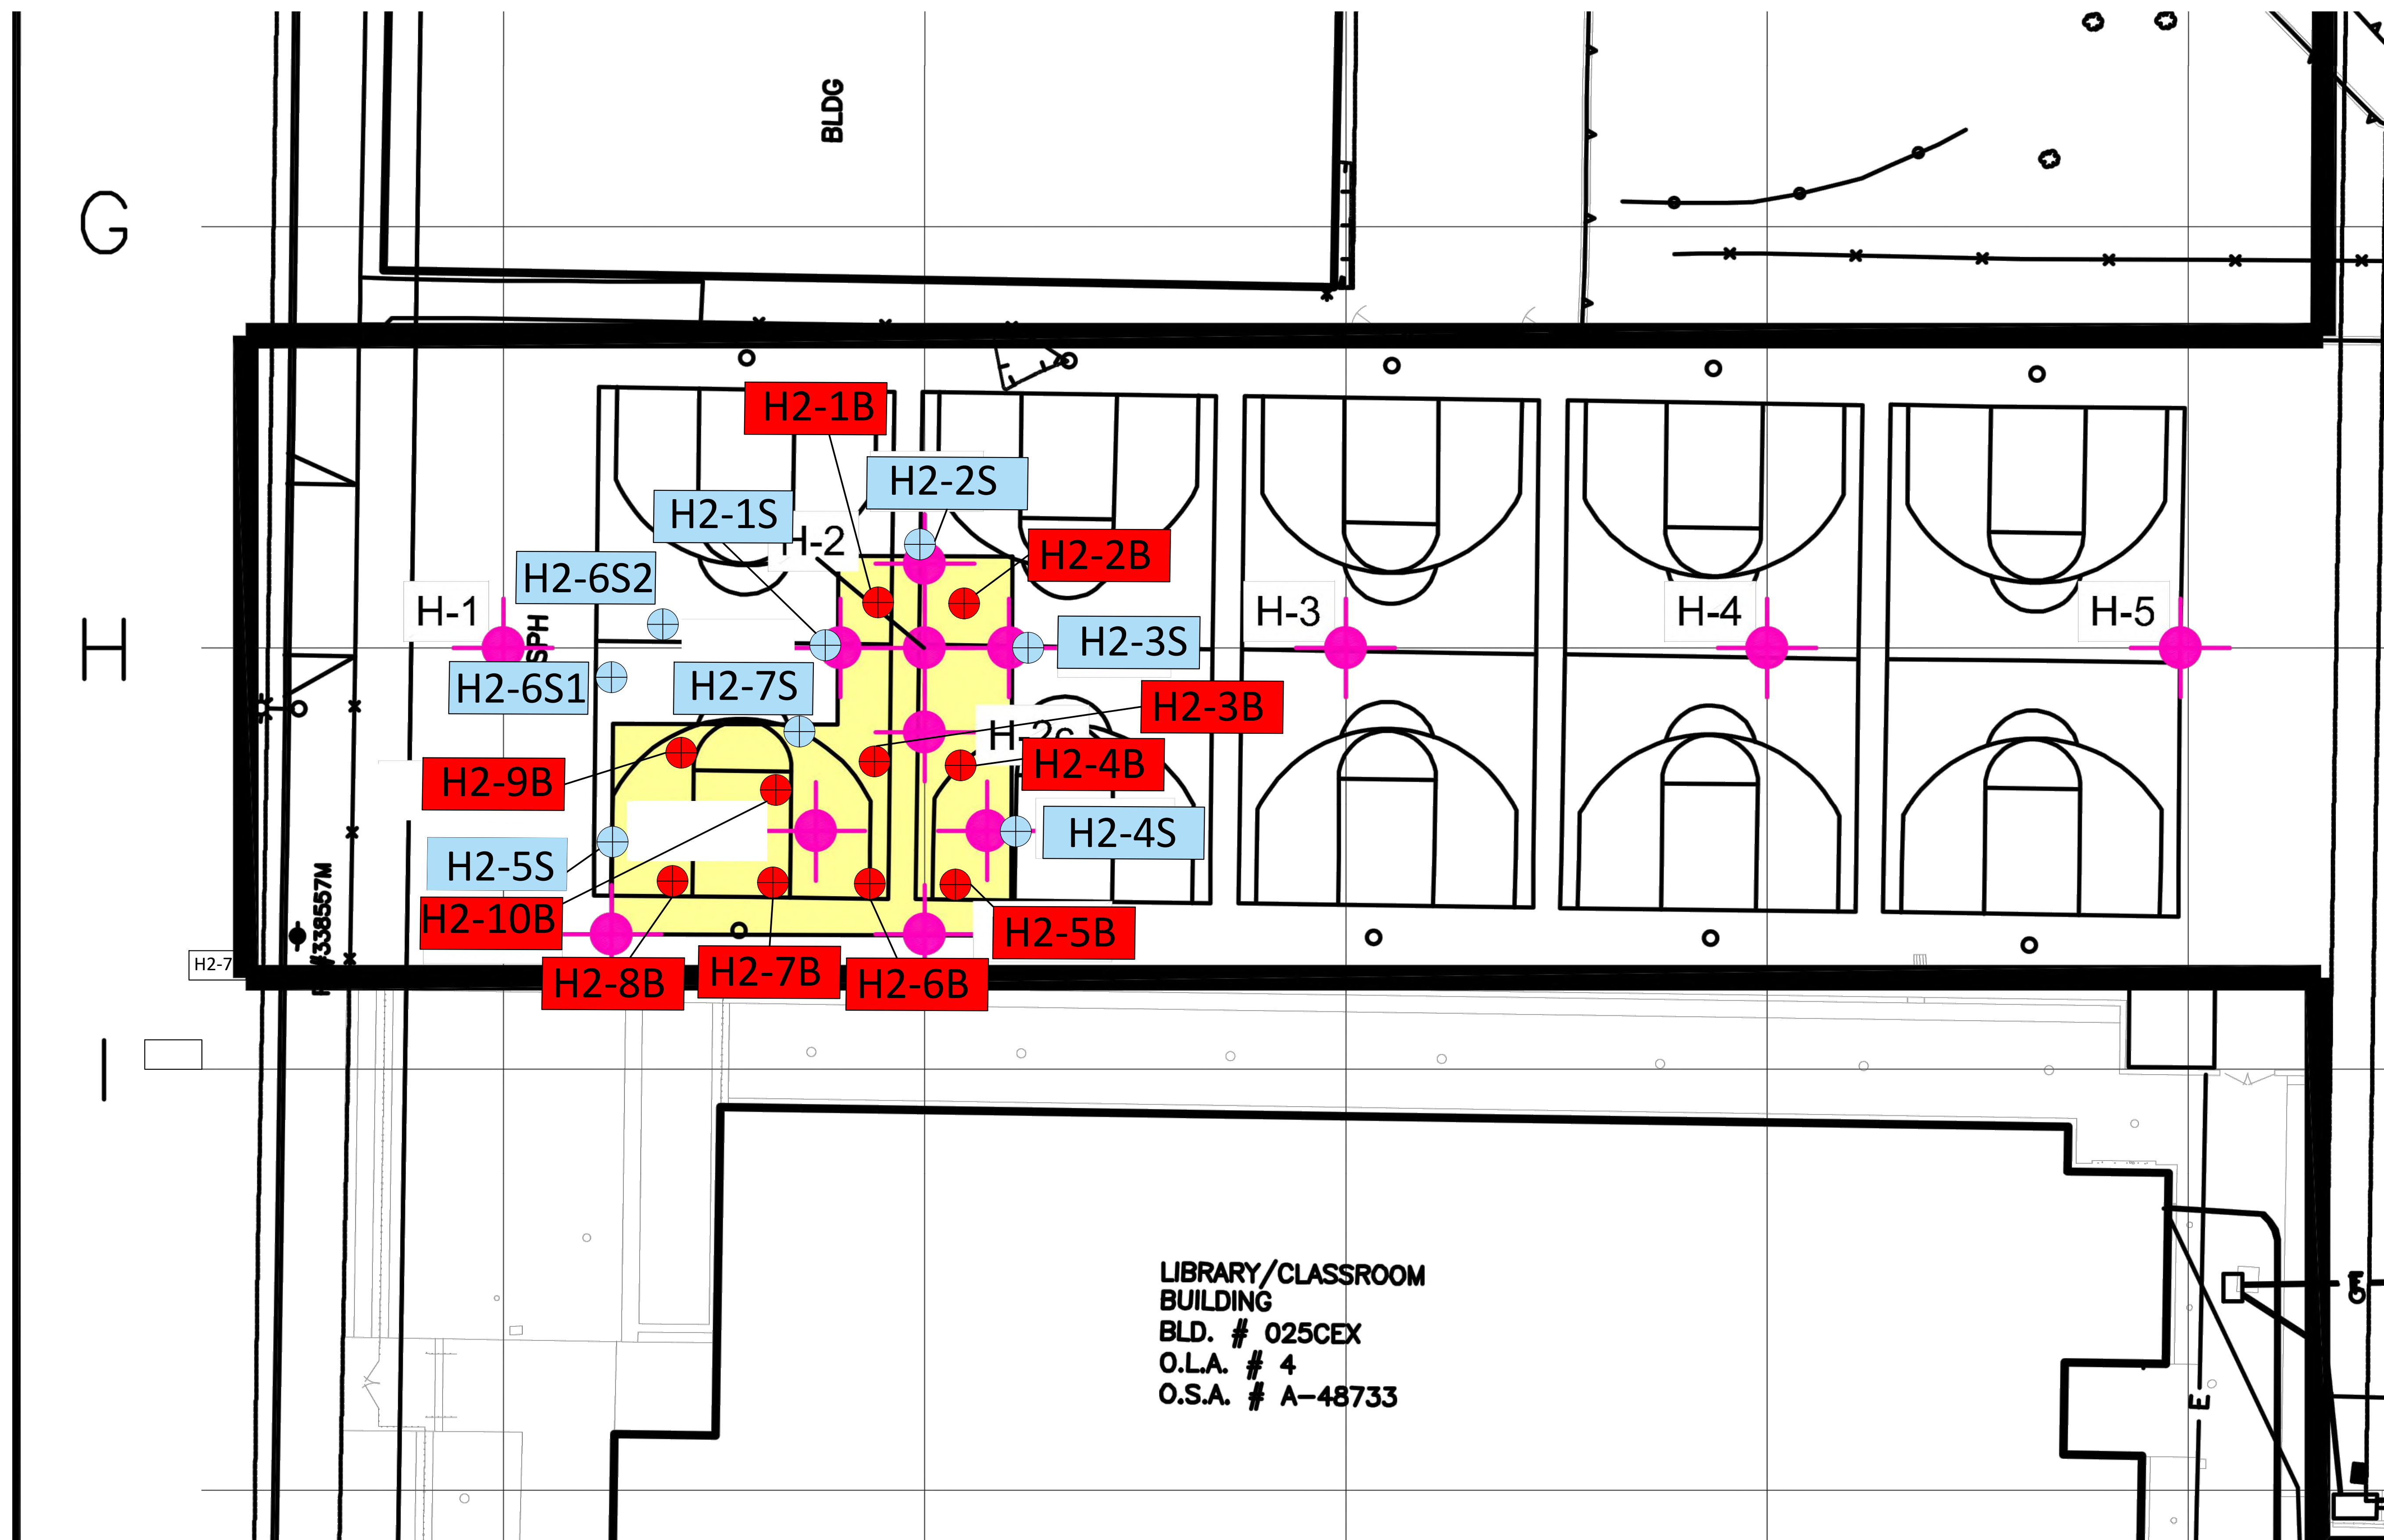 BLDG
G
H2-1B
H2-2S
H2-1S
H-2
H2-2B
H2-6S2
H-1
H-3
H-4
H-5
SPH
H2-3S
H
H2-6S1
H2-7S
H2-3B
H2-4B
H2-9B
H2-4S
H2-5S
H2-10B
H2-5B
#3338557M
H2-7
H2-8B
H2-7B
H2-6B
I
LIBRARY/CLASSROOM
BUILDING
BLD. # 025CEX
O.L.A. # 4
O.S.A. # A-48733
E